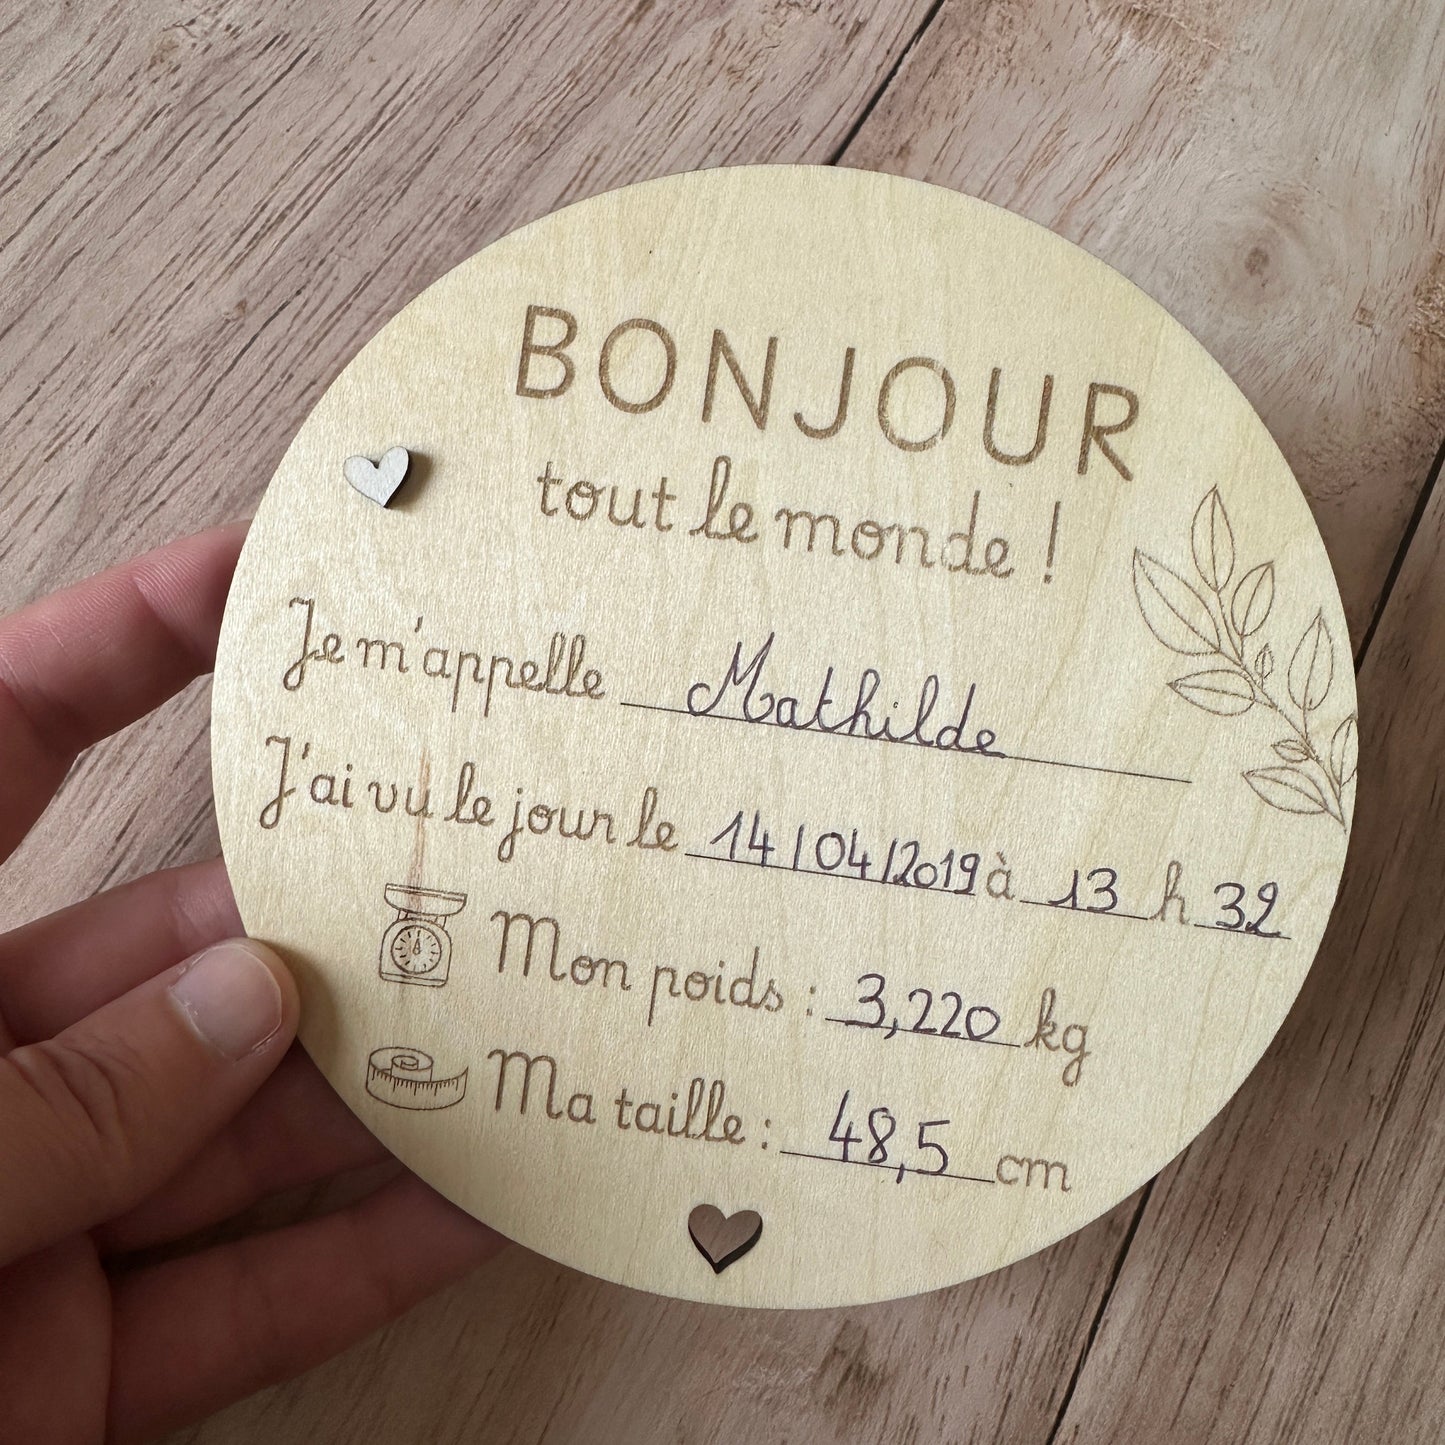 BONJOUR
tout le monde !
Je m'appelle Mathilde
J'ai vu le jour le 14/04/2019 à 13 h 32
Mon poids : 3,220 kg
Ma taille : 48,5 cm